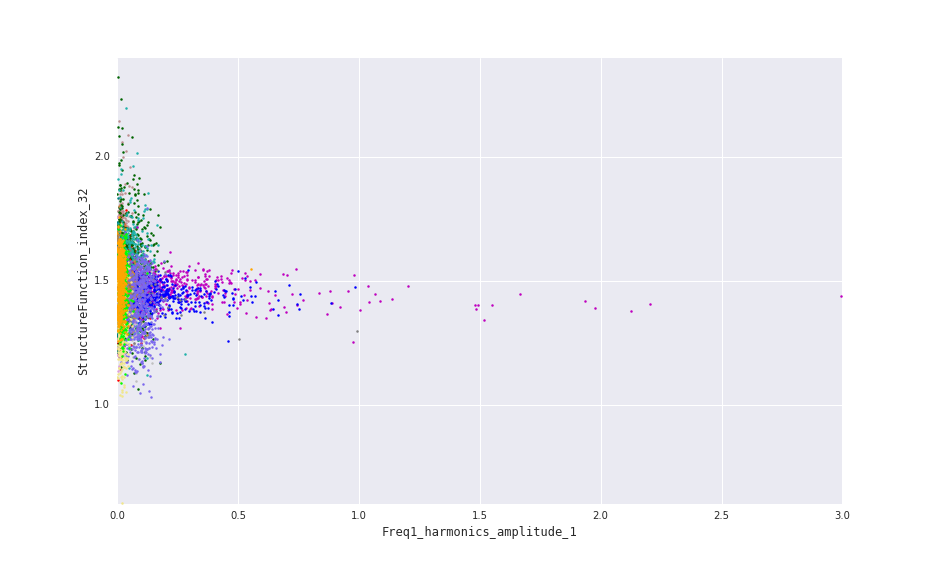 2.0
1.5
1.0
StructureFunction_index_32
0.0 0.5 1.0 1.5 2.0 2.5 3.0
Freq1_harmonics_amplitude_1